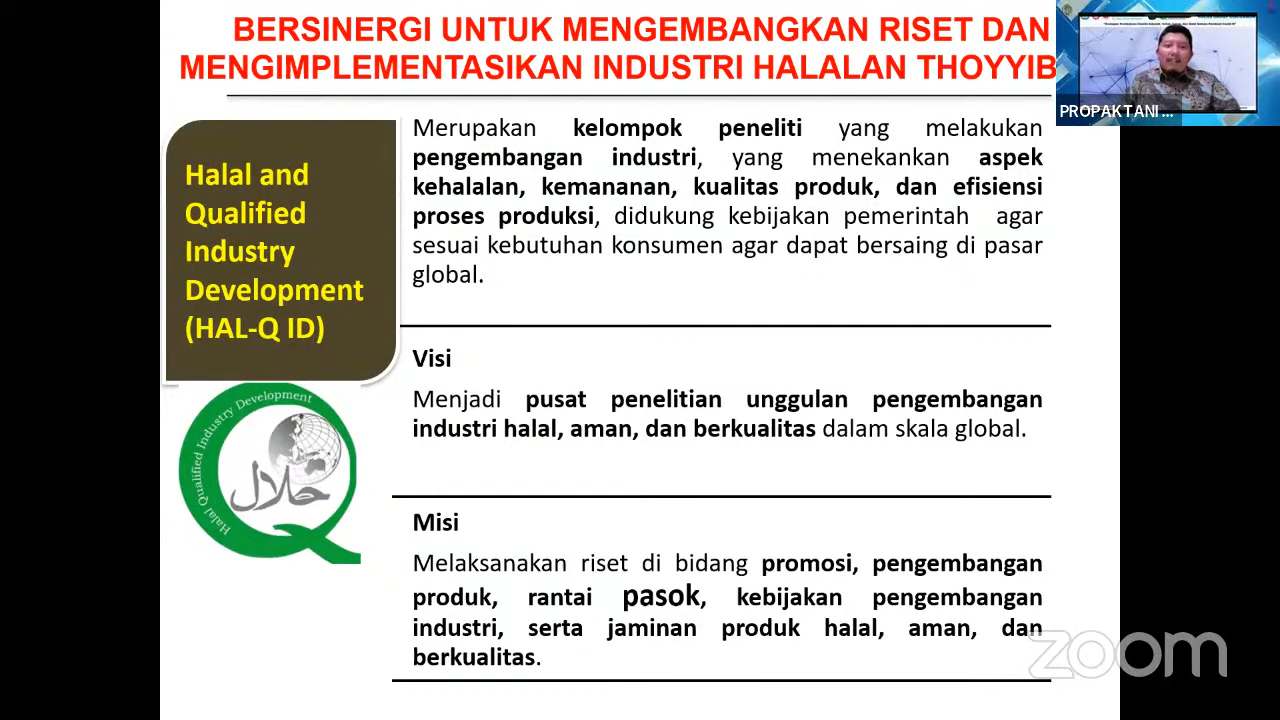 BERSINERGI UNTUK MENGEMBANGKAN RISET DAN
MENGIMPLEMENTASIKAN INDUSTRI HALALAN THOYYIB
PROPAKTANI ...
Halal and
Qualified
Industry
Development
(HAL-Q ID)
Merupakan kelompok peneliti yang melakukan
pengembangan industri, yang menekankan aspek
kehalalan, kemananan, kualitas produk, dan efisiensi
proses produksi, didukung kebijakan pemerintah agar
sesuai kebutuhan konsumen agar dapat bersaing di pasar
global.
Visi
Menjadi pusat penelitian unggulan pengembangan
industri halal, aman, dan berkualitas dalam skala global.
Halal Qualified Industry Development
حلال
Misi
Melaksanakan riset di bidang promosi, pengembangan
produk, rantai pasok, kebijakan pengembangan
industri, serta jaminan produk halal, aman, dan
berkualitas.
zoom